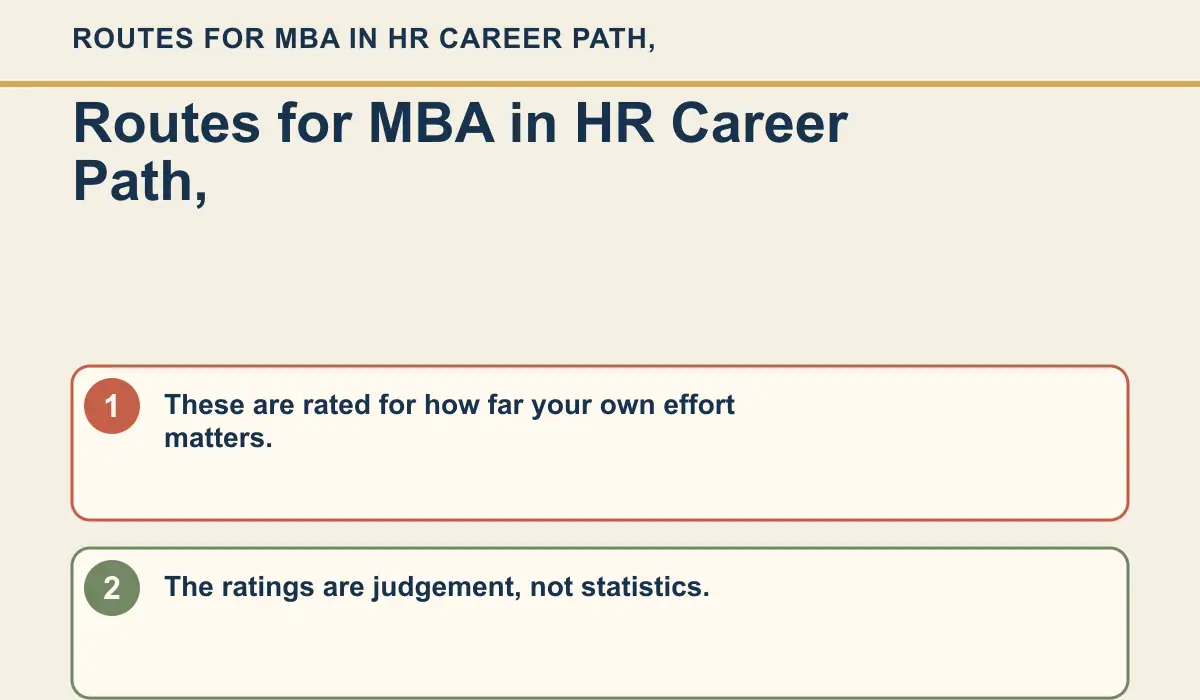 ROUTES FOR MBA IN HR CAREER PATH,
Routes for MBA in HR Career
Path,
1
These are rated for how far your own effort
matters.
2
The ratings are judgement, not statistics.